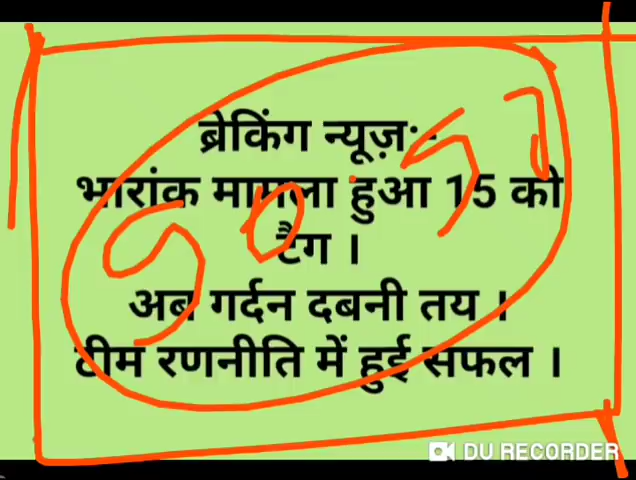 ब्रेकिंग न्यूज़:-
भारांक मामला हुआ 15 को
टैग ।
अब गर्दन दबनी तय ।
टीम रणनीति में हुई सफल ।
DU RECORDER